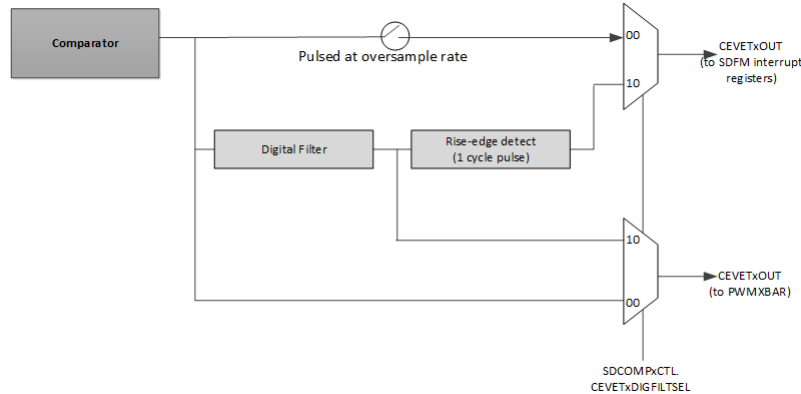 Comparator
Pulsed at oversample rate
00
CEVETxOUT
(to SDFM interrupt
registers)
10
Digital Filter
Rise-edge detect
(1 cycle pulse)
10
CEVETxOUT
(to PWMXBAR)
00
SDCOMPxCTL.
CEVETxDIGFILTSEL